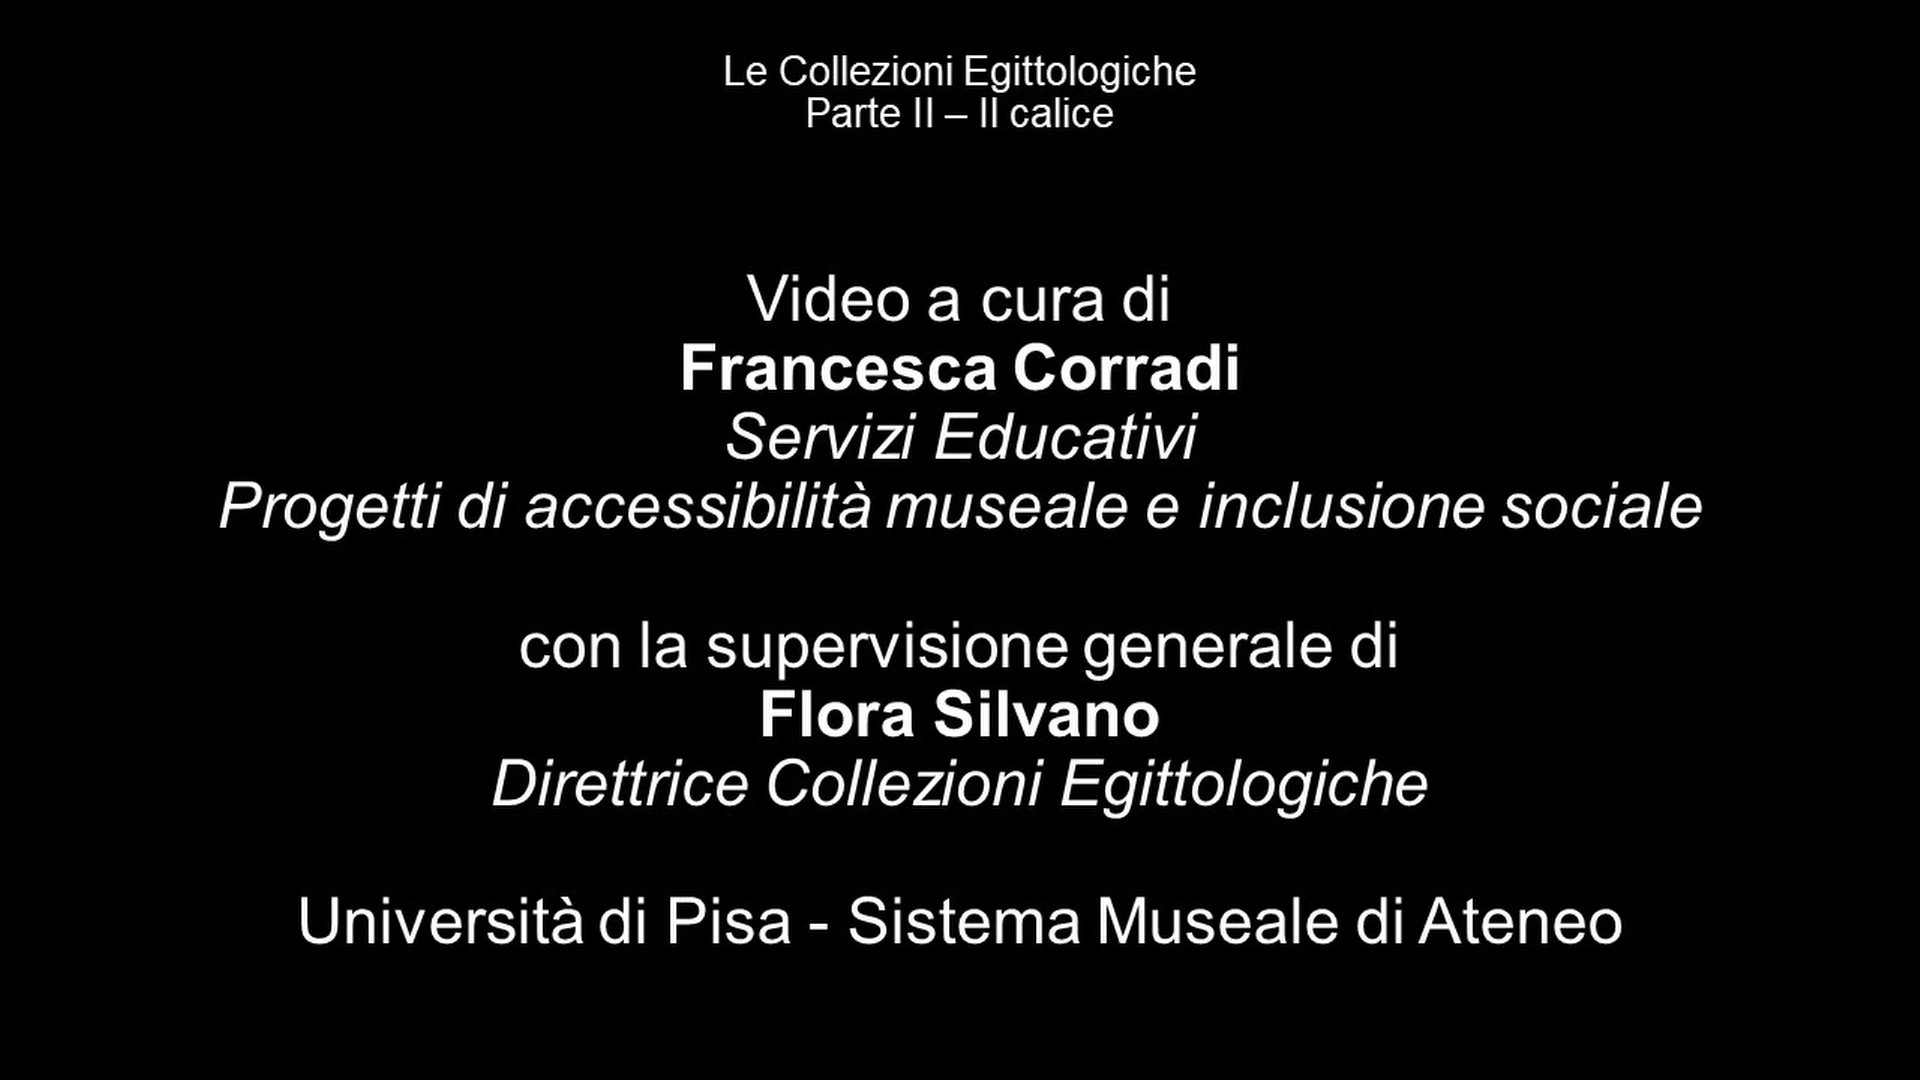 Le Collezioni Egittologiche
Parte II – Il calice
Video a cura di
Francesca Corradi
Servizi Educativi
Progetti di accessibilità museale e inclusione sociale
con la supervisione generale di
Flora Silvano
Direttrice Collezioni Egittologiche
Università di Pisa - Sistema Museale di Ateneo